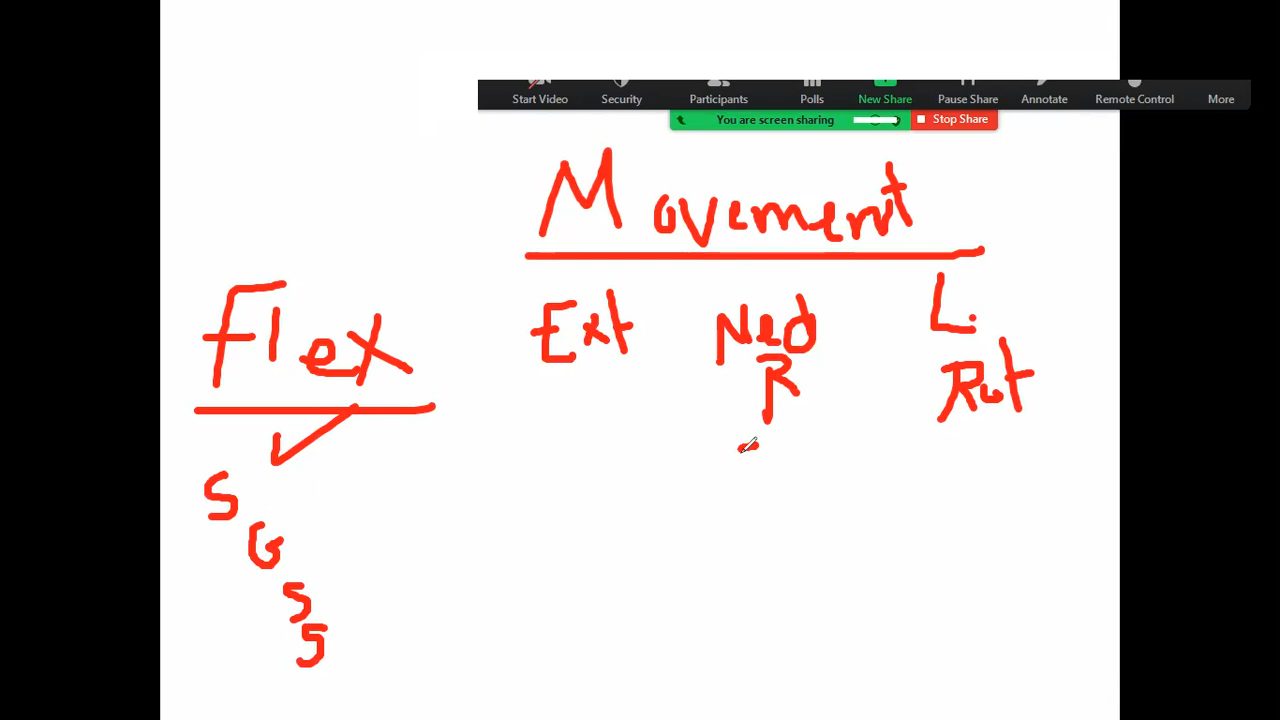 Start Video Security Participants Polls New Share Pause Share Annotate Remote Control More
You are screen sharing Stop Share
Movement
Flex Ext Med L.
R Rot
S
G
S
S